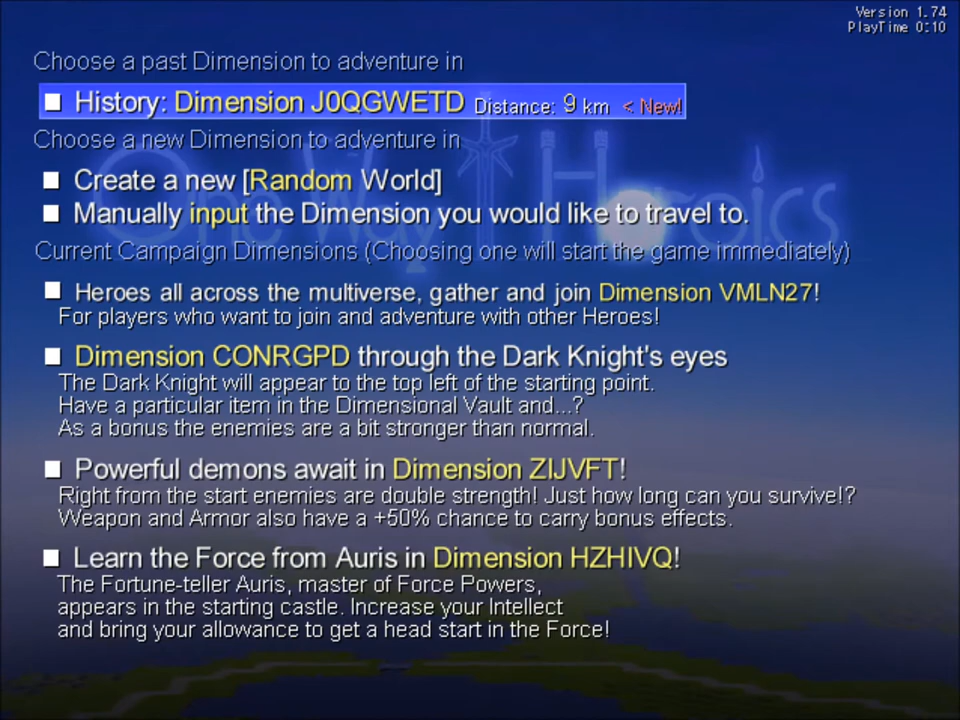 Version 1.74
PlayTime 0:10
Choose a past Dimension to adventure in
History: Dimension J0QGWETD Distance: 9 km < New!
Choose a new Dimension to adventure in
Create a new [Random World]
Manually input the Dimension you would like to travel to.
Current Campaign Dimensions (Choosing one will start the game immediately)
Heroes all across the multiverse, gather and join Dimension VMLN27!
For players who want to join and adventure with other Heroes!
Dimension CONRGPD through the Dark Knight's eyes
The Dark Knight will appear to the top left of the starting point.
Have a particular item in the Dimensional Vault and...?
As a bonus the enemies are a bit stronger than normal.
Powerful demons await in Dimension ZIJVFT!
Right from the start enemies are double strength! Just how long can you survive!?
Weapon and Armor also have a +50% chance to carry bonus effects.
Learn the Force from Auris in Dimension HZHIVQ!
The Fortune-teller Auris, master of Force Powers,
appears in the starting castle. Increase your Intellect
and bring your allowance to get a head start in the Force!
One Way Heroics